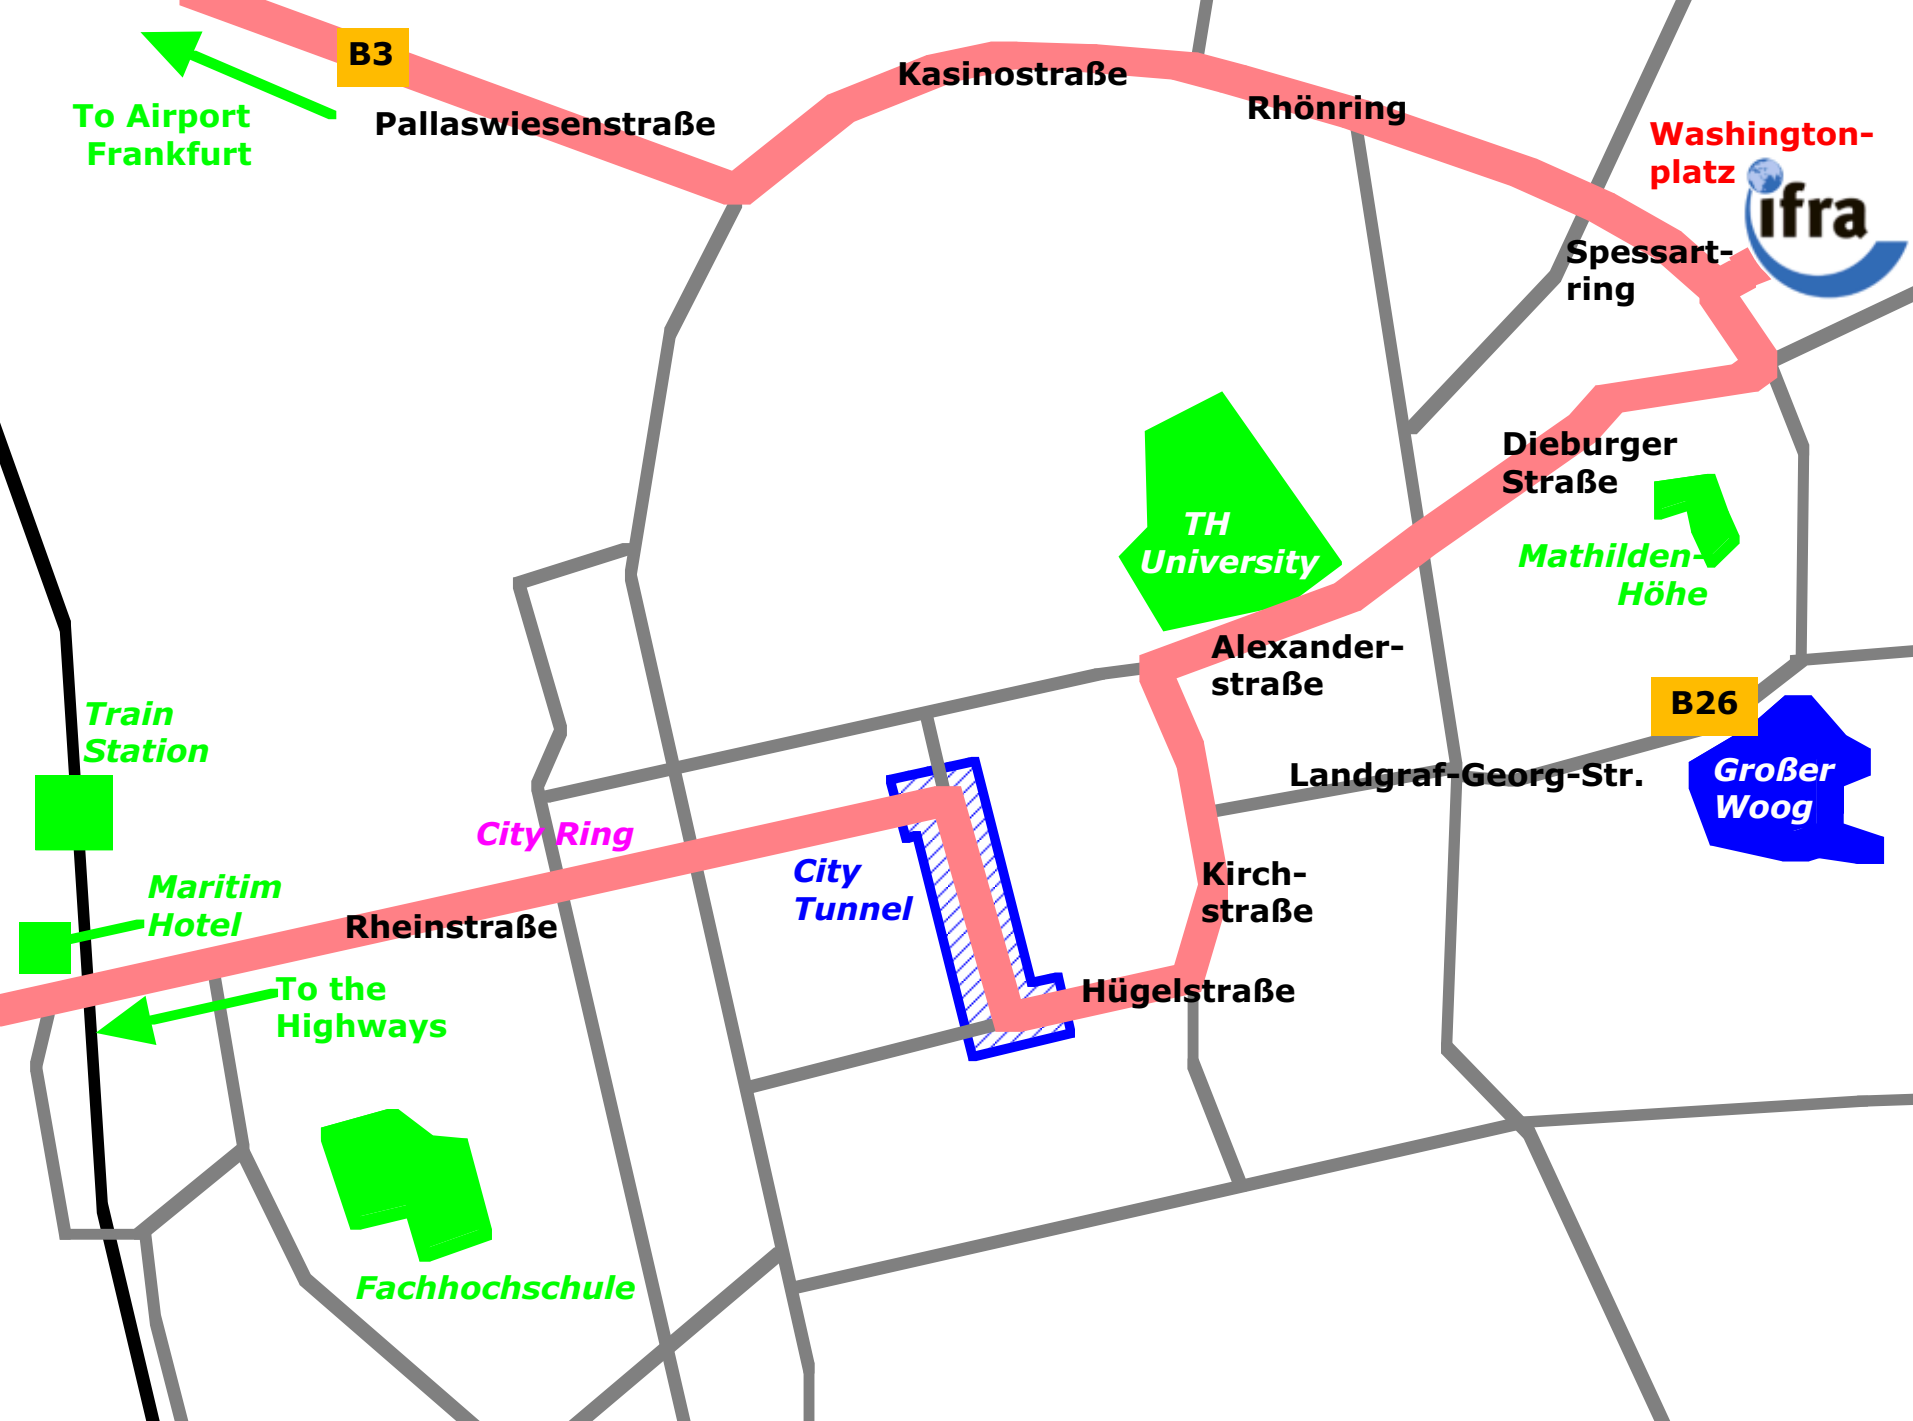 B3
Kasinostraße
Rhönring
To Airport
Frankfurt
Pallaswiesenstraße
Washington-
platz
ifra
Spessart-
ring
Dieburger
Straße
TH
University
Mathilden-
Höhe
Alexander-
straße
B26
Train
Station
Landgraf-Georg-Str.
Großer
Woog
City Ring
City
Tunnel
Maritim
Hotel
Kirch-
straße
Rheinstraße
To the
Highways
Hügelstraße
Fachhochschule